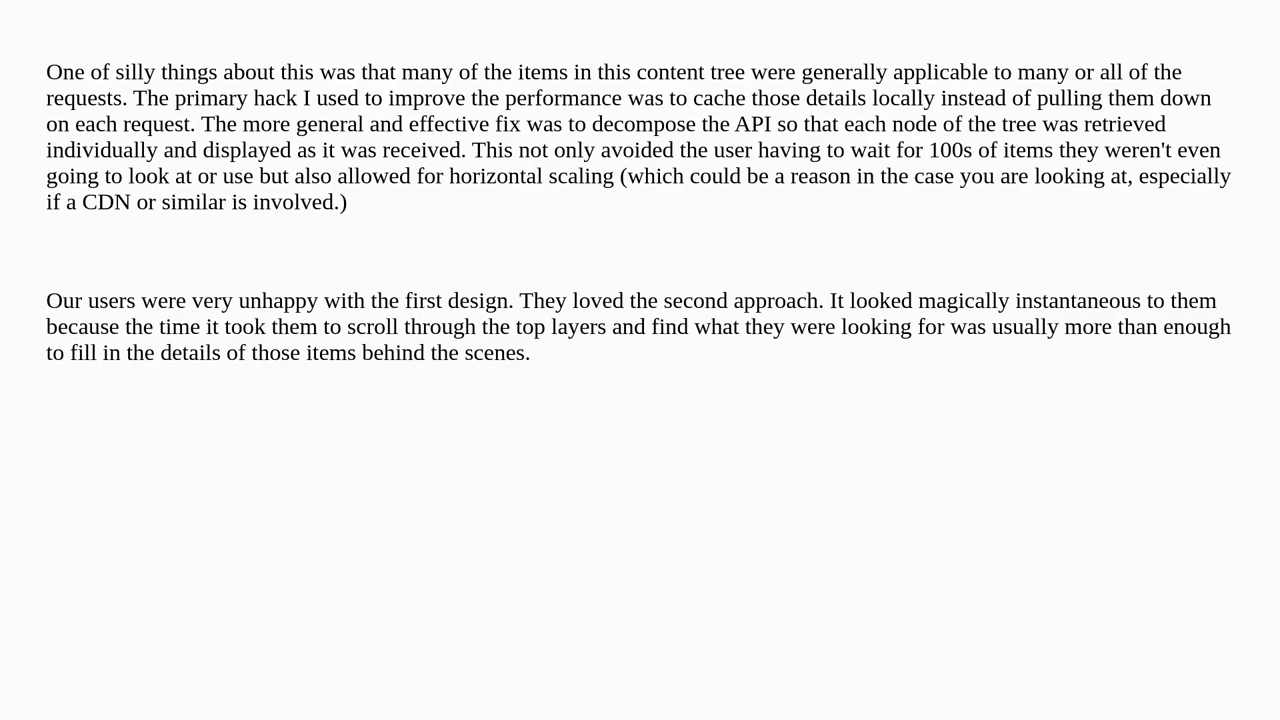 One of silly things about this was that many of the items in this content tree were generally applicable to many or all of the
requests. The primary hack I used to improve the performance was to cache those details locally instead of pulling them down
on each request. The more general and effective fix was to decompose the API so that each node of the tree was retrieved
individually and displayed as it was received. This not only avoided the user having to wait for 100s of items they weren't even
going to look at or use but also allowed for horizontal scaling (which could be a reason in the case you are looking at, especially
if a CDN or similar is involved.)
Our users were very unhappy with the first design. They loved the second approach. It looked magically instantaneous to them
because the time it took them to scroll through the top layers and find what they were looking for was usually more than enough
to fill in the details of those items behind the scenes.